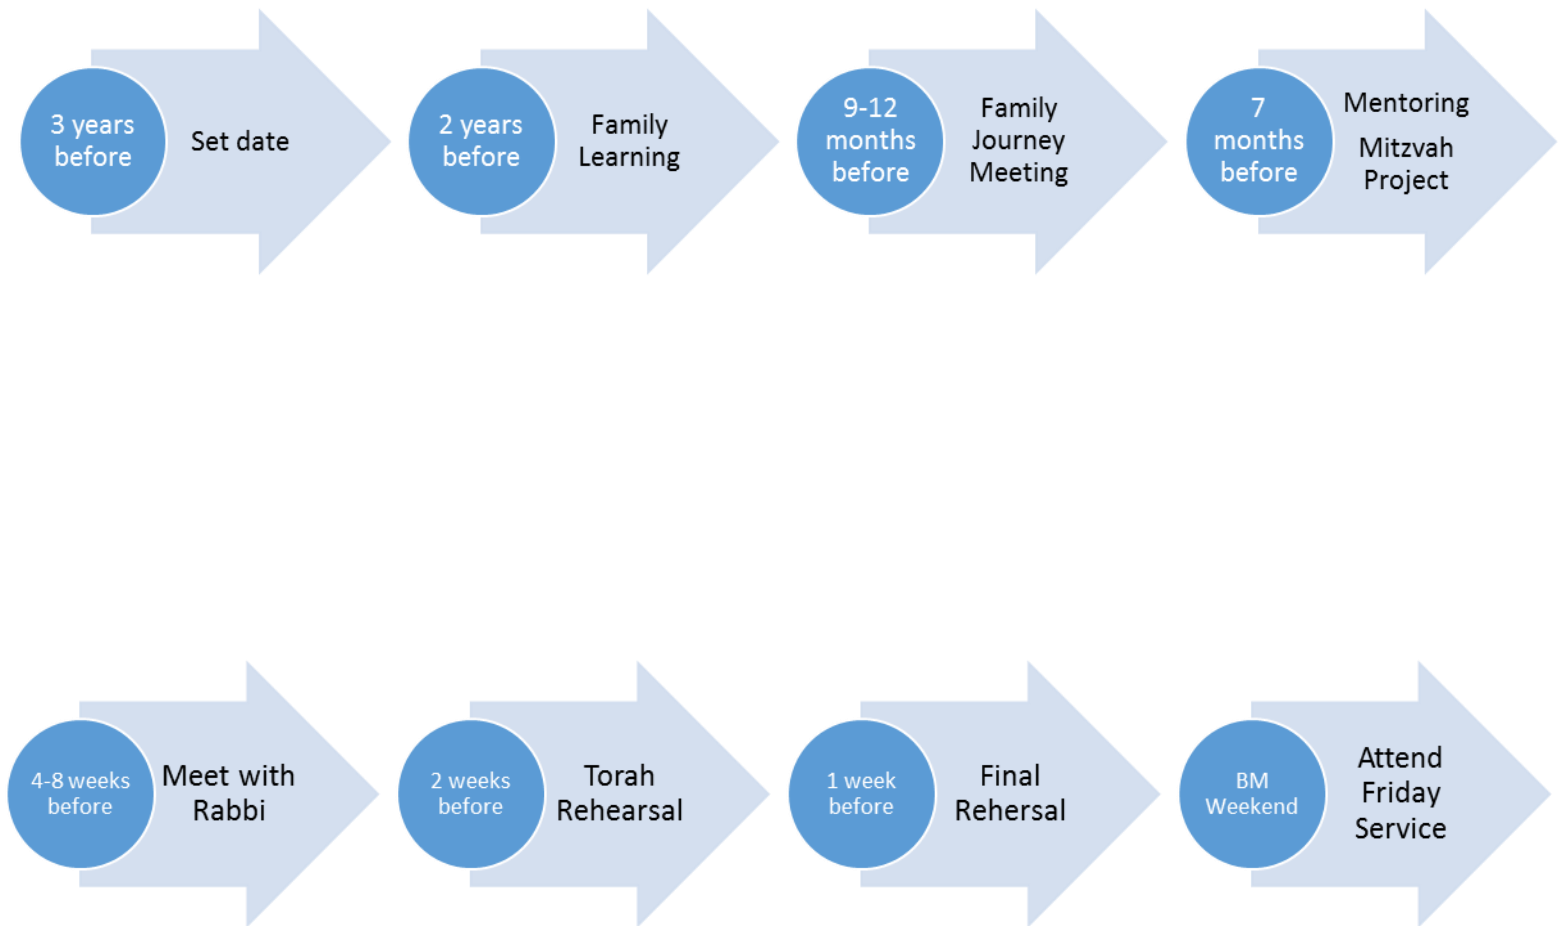 3 years
before
Set date
2 years
before
Family
Learning
9-12
months
before
Family
Journey
Meeting
7
months
before
Mentoring
Mitzvah
Project
4-8 weeks
before
Meet with
Rabbi
2 weeks
before
Torah
Rehearsal
1 week
before
Final
Rehersal
BM
Weekend
Attend
Friday
Service